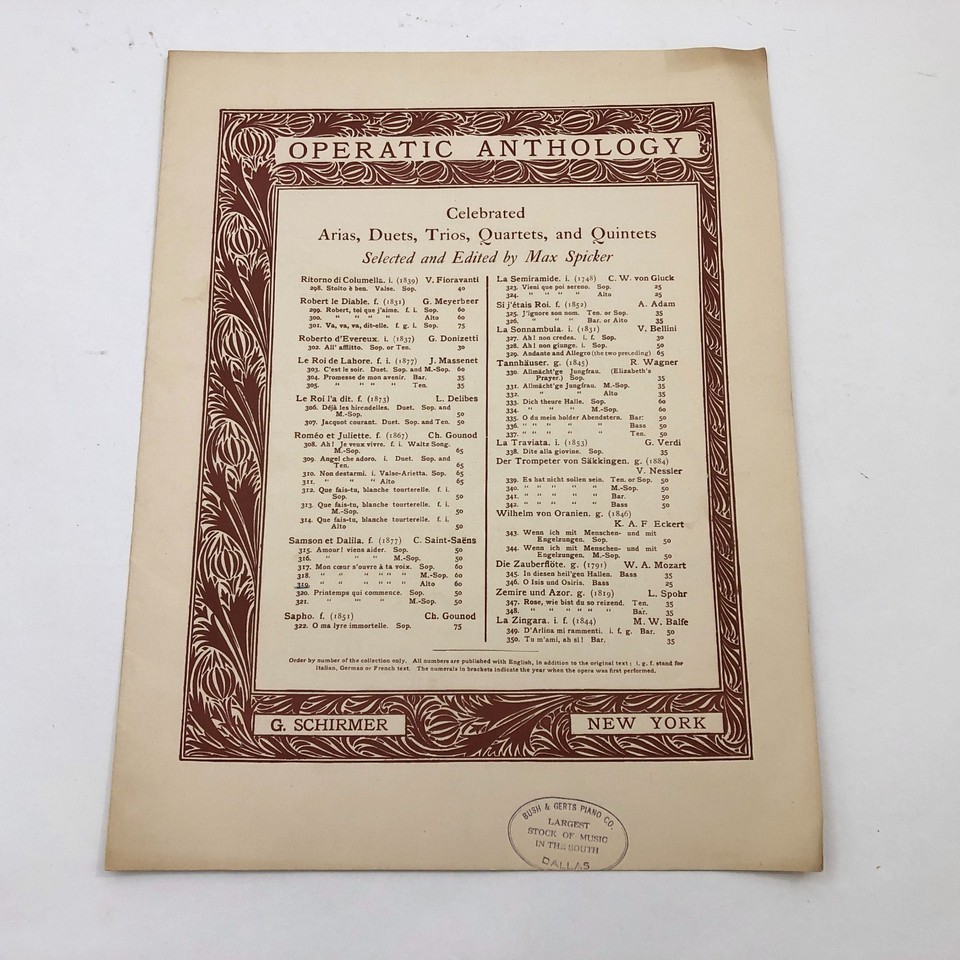 OPERATIC ANTHOLOGY
Celebrated
Arias, Duets, Trios, Quartets, and Quintets
Selected and Edited by Max Spicker
Ritorno di Columella. i. (1839) V. Fioravanti
298. Stolto è ben. Valse. Sop. 40
Robert le Diable. f. (1831) G. Meyerbeer
299. Robert, toi que j'aime. f. i. Sop. 60
300. " " " " Alto 60
301. Va, va, va, dit-elle. f. g. i. Sop. 75
Roberto d'Evereux. i. (1837) G. Donizetti
302. All' afflitto. Sop. or Ten. 30
Le Roi de Lahore. f. i. (1877) J. Massenet
303. C'est le soir. Duet. Sop. and M.-Sop. 60
304. Promesse de mon avenir. Bar. 35
305. " " " " Ten. 35
Le Roi l'a dit. f. (1873) L. Delibes
306. Déjà les hirondelles. Duet. Sop. and
M.-Sop. 50
307. Jacquot courant. Duet. Sop. and Ten. 50
Roméo et Juliette. f. (1867) Ch. Gounod
308. Ah! Je veux vivre. f. i. Waltz Song.
M.-Sop. 65
309. Angel che adoro. i. Duet. Sop. and
Ten. 65
310. Non destarmi. i. Valse-Arietta. Sop. 65
311. " " " Alto 65
312. Que fais-tu, blanche tourterelle. f. i.
Sop. 50
313. Que fais-tu, blanche tourterelle. f. i.
M.-Sop. 50
314. Que fais-tu, blanche tourterelle. f. i.
Alto 50
Samson et Dalila. f. (1877) C. Saint-Saëns
315. Amour! viens aider. Sop. 50
316. " " " M.-Sop. 50
317. Mon cœur s'ouvre à ta voix. Sop. 60
318. " " " " " M.-Sop. 60
319. " " " " " Alto 60
320. Printemps qui commence. Sop. 50
321. " " " M.-Sop. 50
Sapho. f. (1851) Ch. Gounod
322. O ma lyre immortelle. Sop. 75
La Semiramide. i. (1748) C. W. von Gluck
323. Vieni que poi sereno. Sop. 25
324. " " " " Alto 25
Si j'étais Roi. f. (1852) A. Adam
325. J'ignore son nom. Ten. or Sop. 35
326. " " " Bar. or Alto 35
La Sonnambula. i. (1831) V. Bellini
327. Ah! non credea. i. f. Sop. 30
328. Ah! non giunge. i. Sop. 50
329. Andante and Allegro (the two preceding) 65
Tannhäuser. g. (1845) R. Wagner
330. Allmächt'ge Jungfrau. (Elizabeth's
Prayer.) Sop. 35
331. Allmächt'ge Jungfrau. M.-Sop. 35
332. " " Alto 35
333. Dich theure Halle. Sop. 60
334. " " " M.-Sop. 60
335. O du mein holder Abendstern. Bar: 50
336. " " " " " Bass 50
337. " " " " " Ten. 50
La Traviata. i. (1853) G. Verdi
338. Dite alla giovine. Sop. 35
Der Trompeter von Säkkingen. g. (1884)
V. Nessler
339. Es hat nicht sollen sein. Ten. or Sop. 50
340. " " " " " M.-Sop. 50
341. " " " " " Bar. 50
342. " " " " " Bass 50
Wilhelm von Oranien. g. (1846)
K. A. F Eckert
343. Wenn ich mit Menschen- und mit
Engelzungen. Sop. 50
344. Wenn ich mit Menschen- und mit
Engelzungen. M.-Sop. 50
Die Zauberflöte. g. (1791) W. A. Mozart
345. In diesen heil'gen Hallen. Bass 35
346. O Isis und Osiris. Bass 25
Zemire und Azor. g. (1819) L. Spohr
347. Rose, wie bist du so reizend. Ten. 35
348. " " " " " " Bar. 35
La Zingara. i. f. (1844) M. W. Balfe
349. D'Arlina mi rammenti. i. f. g. Bar. 50
350. Tu m'ami, ah si! Bar. 35
Order by number of the collection only. All numbers are published with English, in addition to the original text; i. g. f. stand for
Italian, German or French text. The numerals in brackets indicate the year when the opera was first performed.
G. SCHIRMER NEW YORK
BUSH & GERTS PIANO CO.
LARGEST
STOCK OF MUSIC
IN THE SOUTH
DALLAS